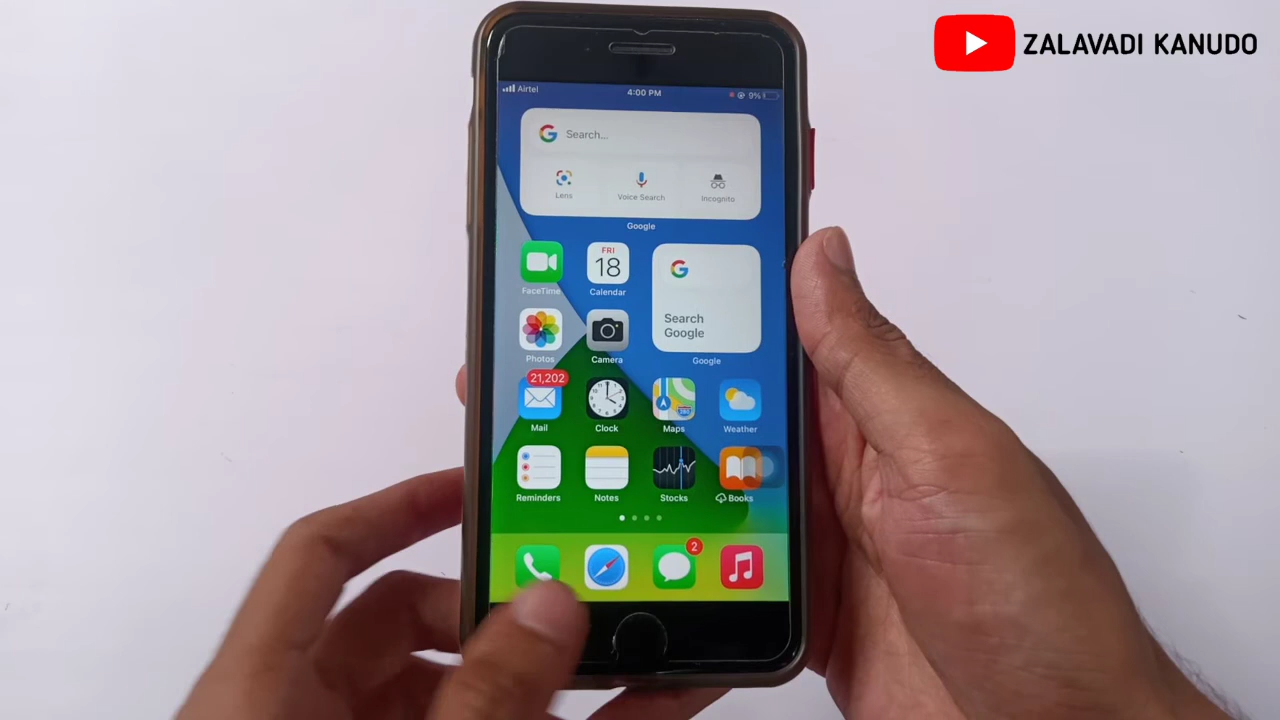 ZALAVADI KANUDO
Airtel
4:00 PM
9%
Search...
Lens
Voice Search
Incognito
Google
FaceTime
FRI
18
Calendar
Search
Google
Photos
Camera
Google
21,202
Mail
Clock
Maps
Weather
Reminders
Notes
Stocks
Books
2